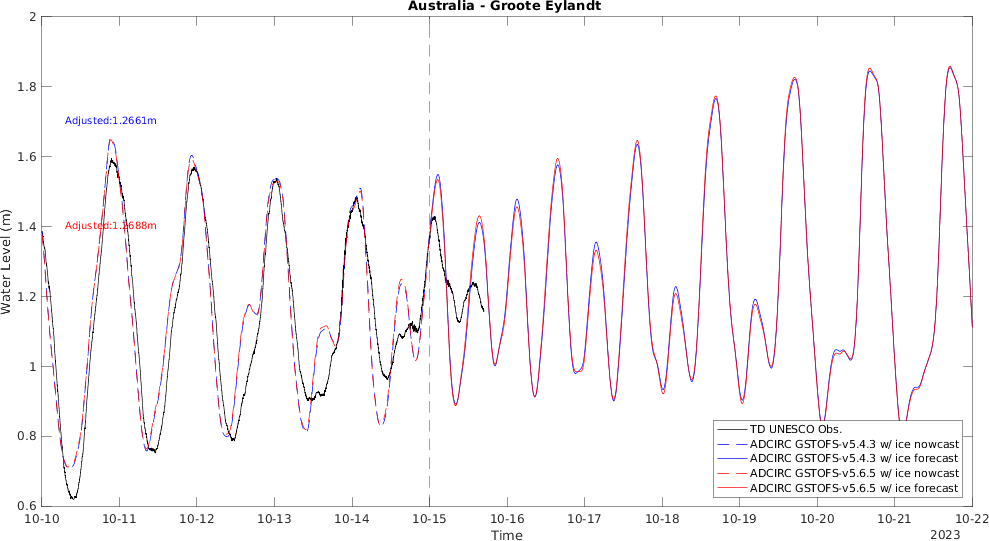 Australia - Groote Eylandt
Water Level (m)
2
1.8
1.6
1.4
1.2
1
0.8
0.6
Adjusted:1.2661m
Adjusted:1.2688m
TD UNESCO Obs.
ADCIRC GSTOFS-v5.4.3 w/ ice nowcast
ADCIRC GSTOFS-v5.4.3 w/ ice forecast
ADCIRC GSTOFS-v5.6.5 w/ ice nowcast
ADCIRC GSTOFS-v5.6.5 w/ ice forecast
10-10 10-11 10-12 10-13 10-14 10-15 10-16 10-17 10-18 10-19 10-20 10-21 10-22
Time
2023